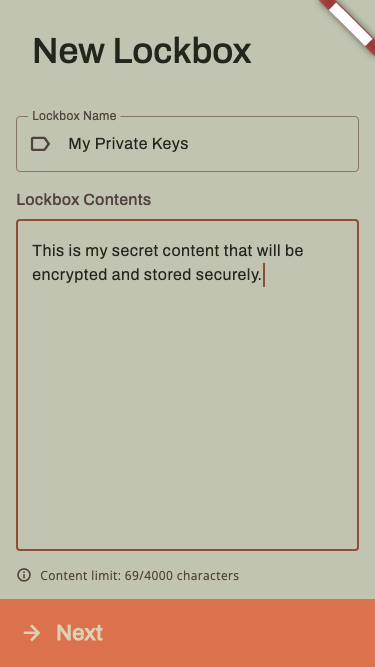 New Lockbox
Lockbox Name
My Private Keys
Lockbox Contents
This is my secret content that will be
encrypted and stored securely.
Content limit: 69/4000 characters
Next